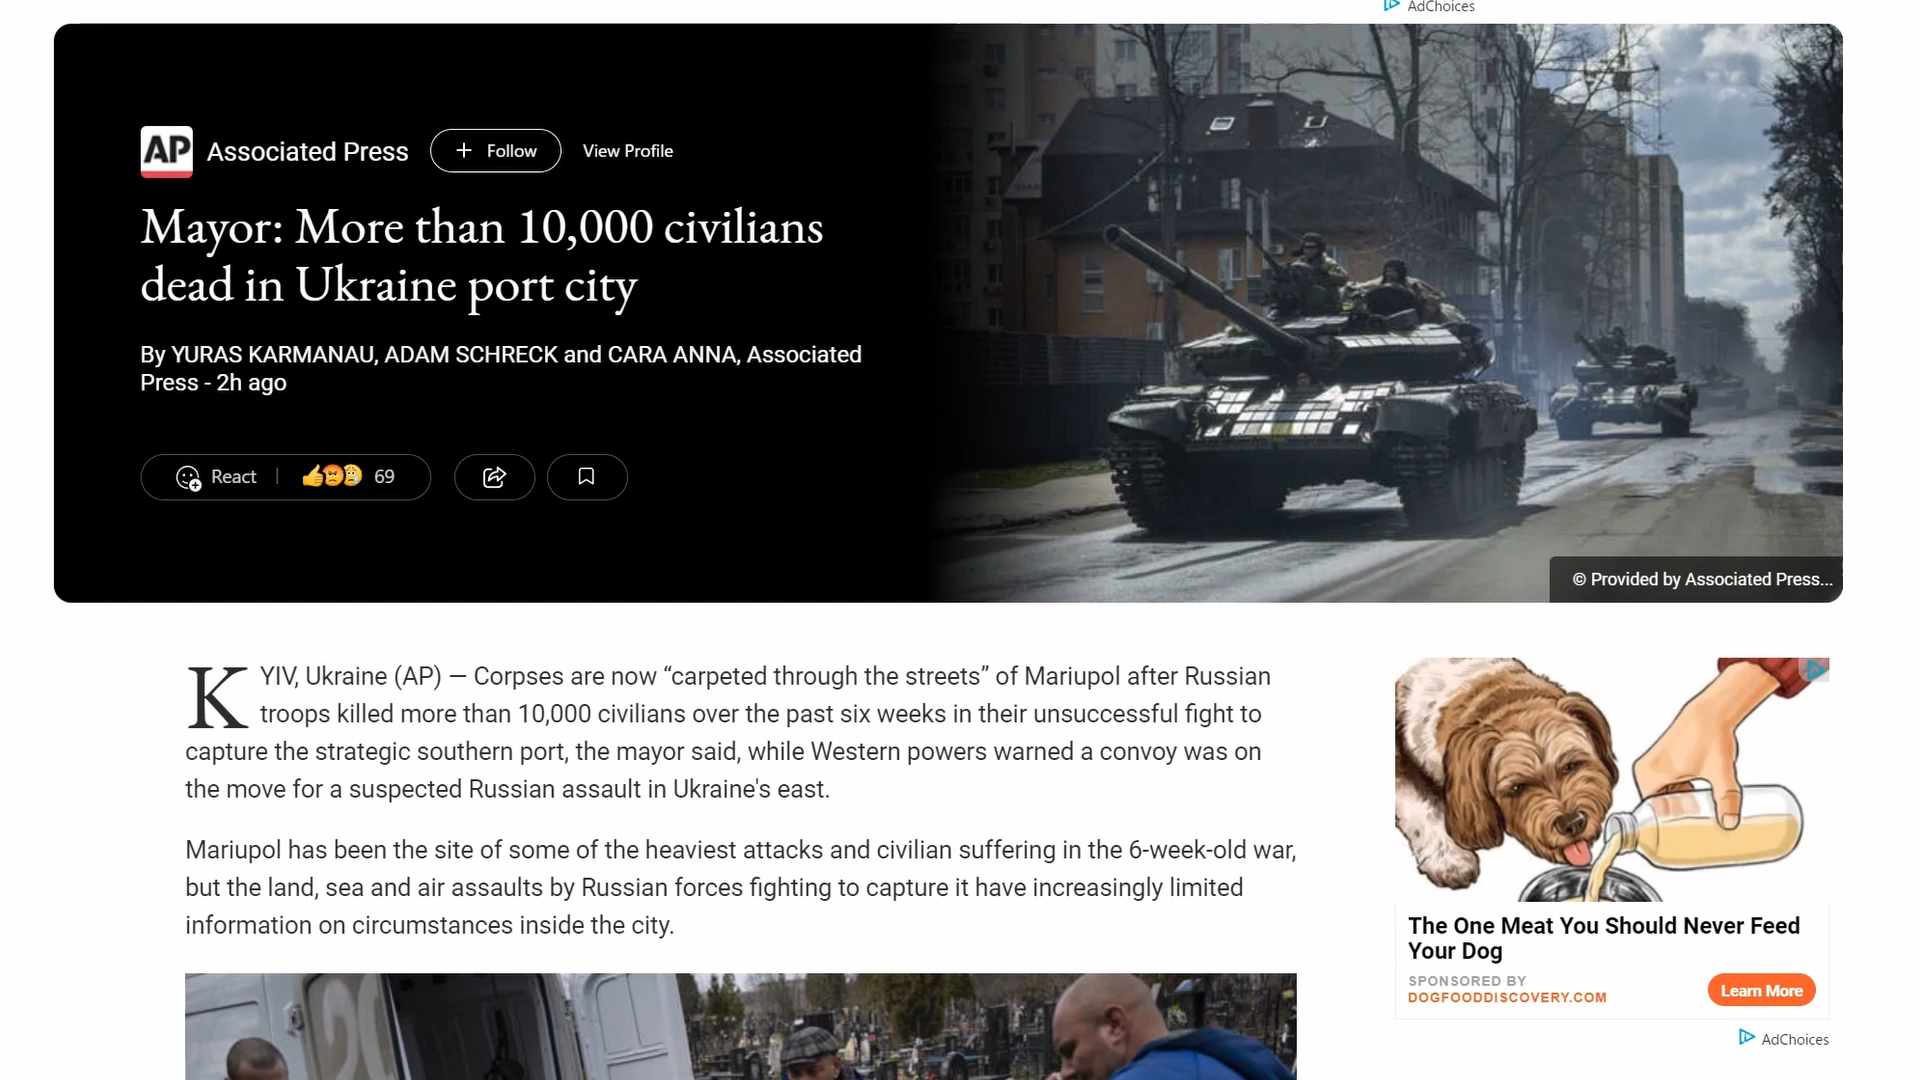 AdChoices
AP Associated Press + Follow View Profile
Mayor: More than 10,000 civilians
dead in Ukraine port city
By YURAS KARMANAU, ADAM SCHRECK and CARA ANNA, Associated
Press - 2h ago
React 69
© Provided by Associated Press...
KYIV, Ukraine (AP) — Corpses are now “carpeted through the streets” of Mariupol after Russian
troops killed more than 10,000 civilians over the past six weeks in their unsuccessful fight to
capture the strategic southern port, the mayor said, while Western powers warned a convoy was on
the move for a suspected Russian assault in Ukraine's east.
Mariupol has been the site of some of the heaviest attacks and civilian suffering in the 6-week-old war,
but the land, sea and air assaults by Russian forces fighting to capture it have increasingly limited
information on circumstances inside the city.
The One Meat You Should Never Feed
Your Dog
SPONSORED BY
DOGFOODDISCOVERY.COM
Learn More
AdChoices